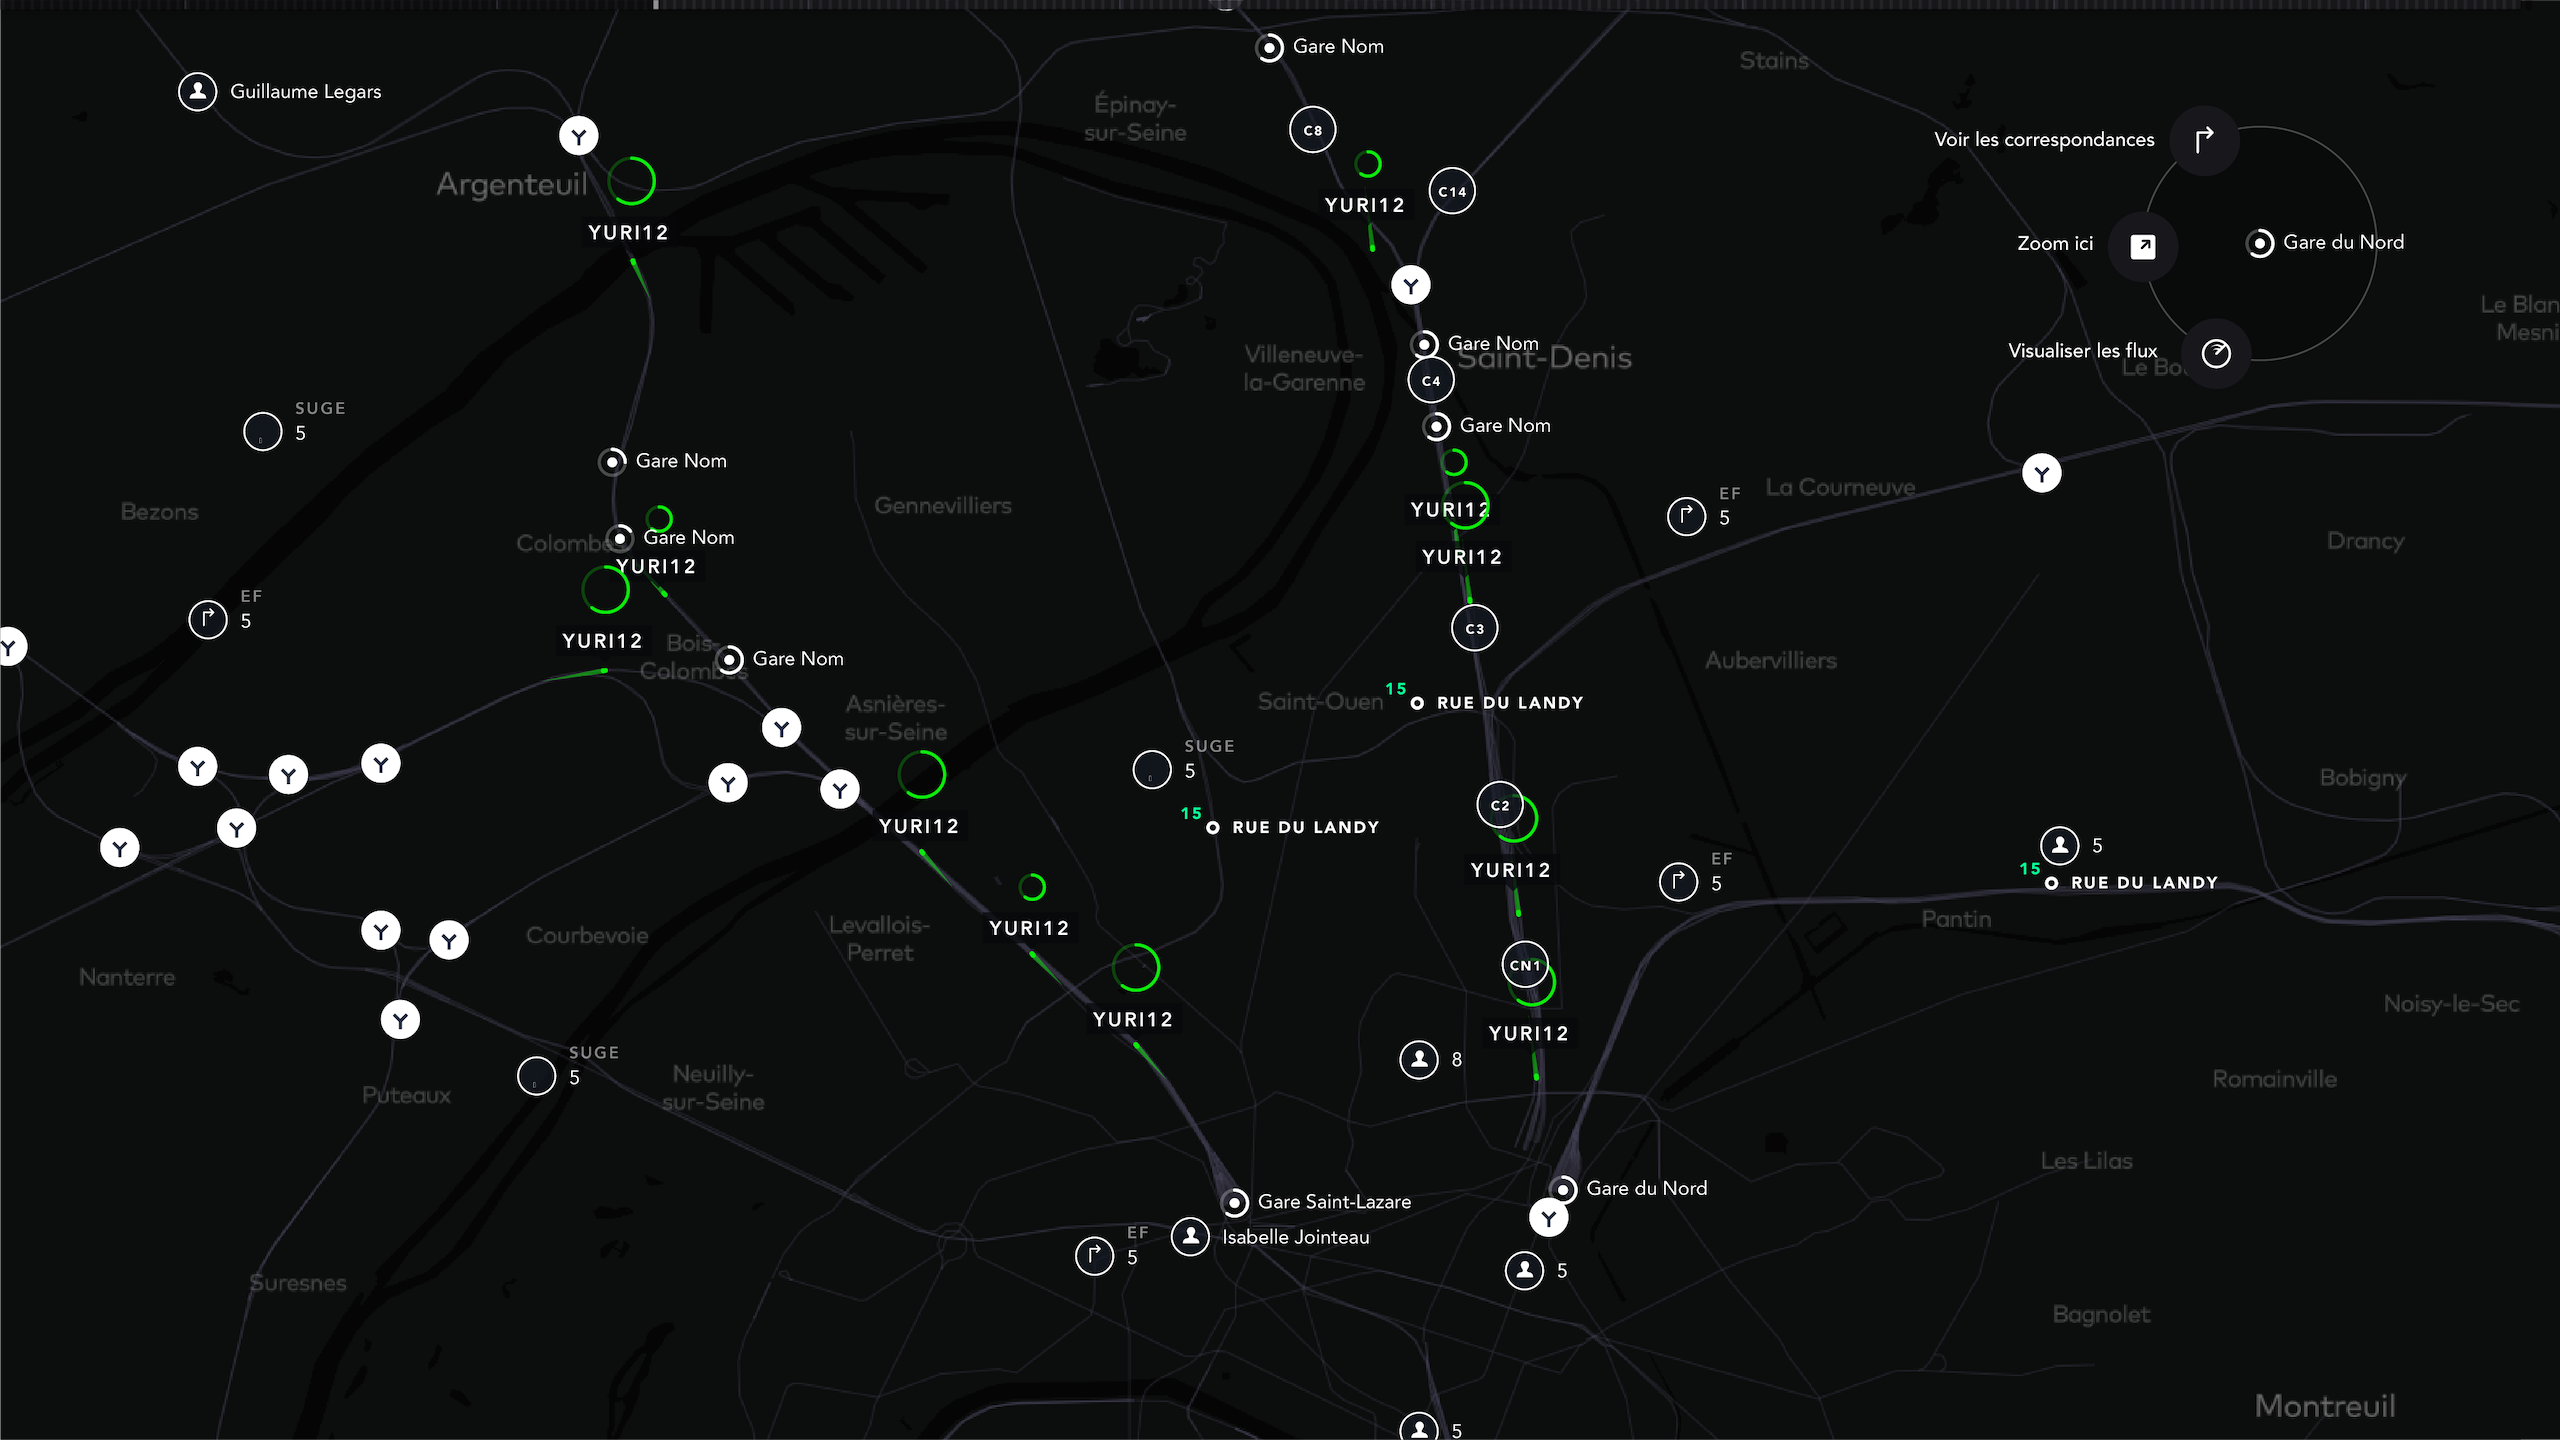 Gare Nom
Stains
Guillaume Legars
Épinay-
sur-Seine
C8
Y
Voir les correspondances
Argenteuil
C14
YURI12
YURI12
Zoom ici
Gare du Nord
Y
Le Blan
Mesni
Gare Nom
Saint-Denis
Villeneuve-
la-Garenne
Visualiser les flux
Le Bo
C4
SUGE
5
Gare Nom
Gare Nom
Y
La Courneuve
EF
5
Bezons
Gennevilliers
YURI12
Gare Nom
Colombe
Drancy
YURI12
YURI12
EF
5
C3
YURI12
Y
Bois-
Colombes
Gare Nom
Aubervilliers
15
RUE DU LANDY
Saint-Ouen
Asnières-
sur-Seine
Y
SUGE
5
Y
Y
Y
Y
Y
Bobigny
C2
15
RUE DU LANDY
YURI12
Y
Y
5
15
RUE DU LANDY
YURI12
EF
5
Pantin
YURI12
Levallois-
Perret
Courbevoie
Y
Y
CN1
Nanterre
Noisy-le-Sec
Y
YURI12
YURI12
8
SUGE
5
Neuilly-
sur-Seine
Puteaux
Romainville
Les Lilas
Gare du Nord
Gare Saint-Lazare
Y
EF
5
Isabelle Jointeau
5
Suresnes
Bagnolet
Montreuil
5